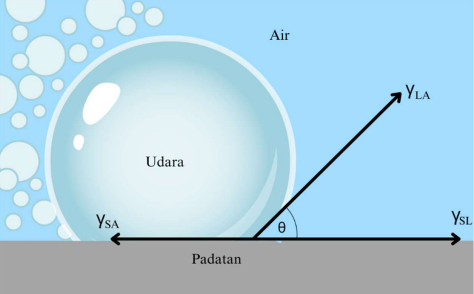 Air
γLA
Udara
γSA
γSL
θ
Padatan